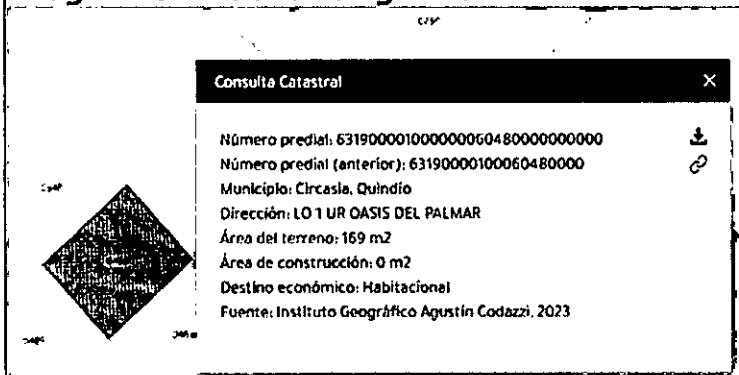 Consulta Catastral
Número predial: 631900001000000060480000000000
Número predial (anterior): 63190000100060480000
Municipio: Circasia, Quindío
Dirección: LO 1 UR OASIS DEL PALMAR
Área del terreno: 169 m2
Área de construcción: 0 m2
Destino económico: Habitacional
Fuente: Instituto Geográfico Agustín Codazzi, 2023